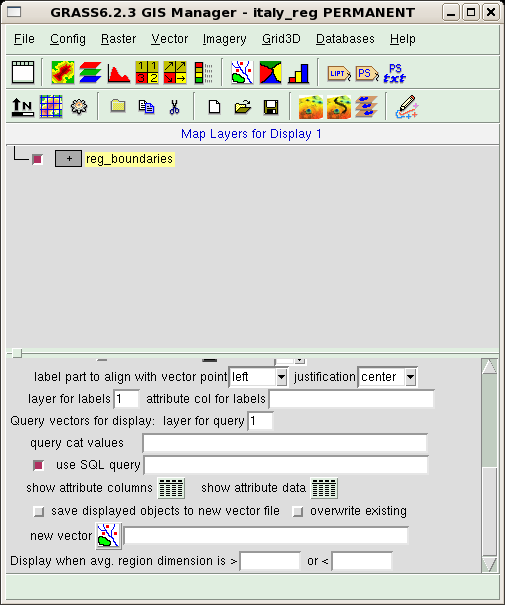 GRASS6.2.3 GIS Manager - italy_reg PERMANENT
File Config Raster Vector Imagery Grid3D Databases Help
LIPT PS PS txt
N
Map Layers for Display 1
+ reg_boundaries
label part to align with vector point left justification center
layer for labels 1 attribute col for labels
Query vectors for display: layer for query 1
query cat values
use SQL query
show attribute columns show attribute data
save displayed objects to new vector file overwrite existing
new vector
Display when avg. region dimension is > or <